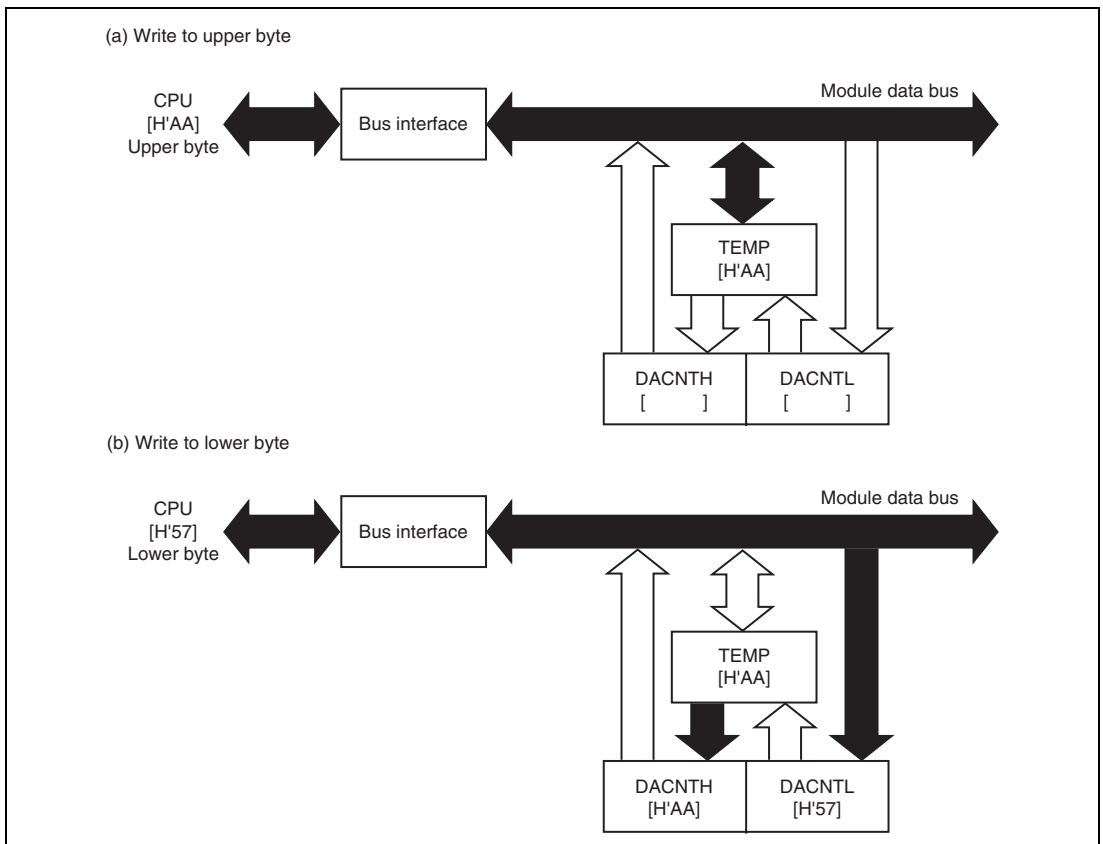 (a) Write to upper byte
Module data bus
CPU
[H'AA]
Upper byte
Bus interface
TEMP
[H'AA]
DACNTH
[ ]
DACNTL
[ ]
(b) Write to lower byte
Module data bus
CPU
[H'57]
Lower byte
Bus interface
TEMP
[H'AA]
DACNTH
[H'AA]
DACNTL
[H'57]